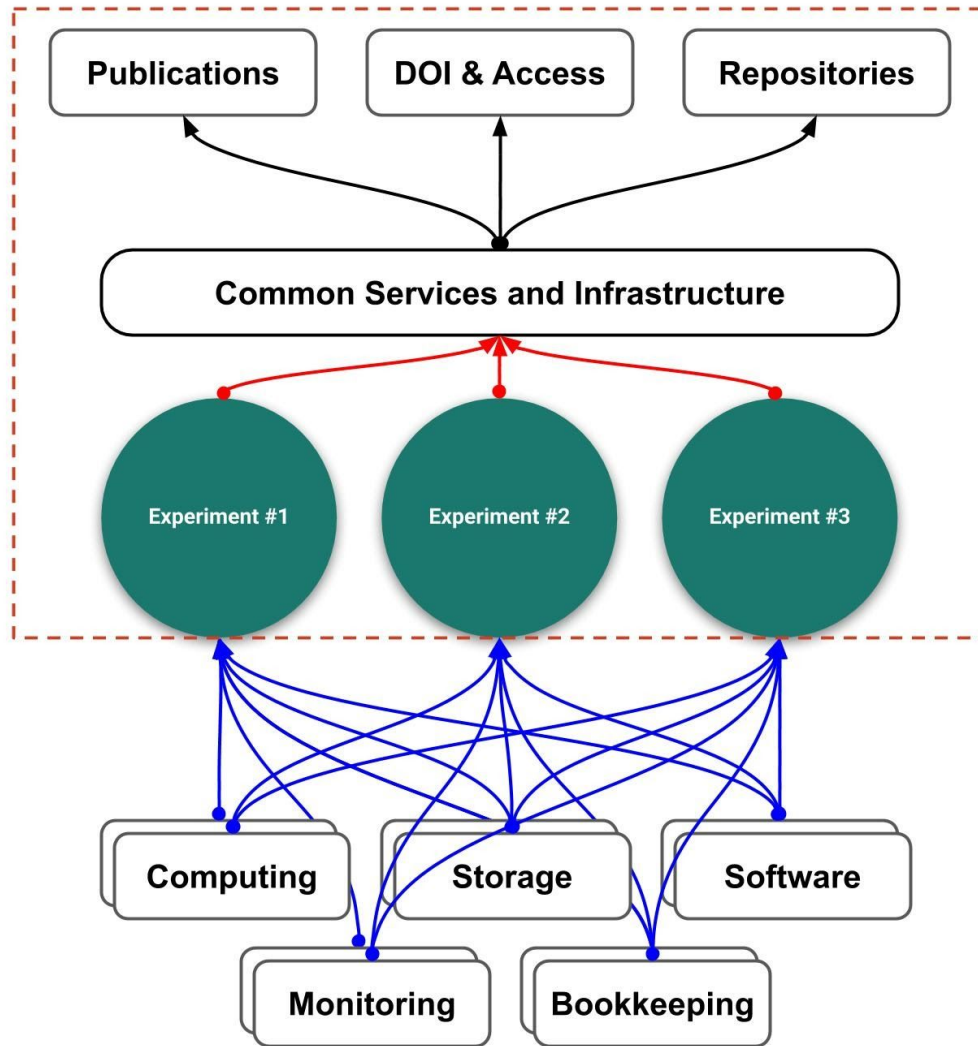 Publications
DOI & Access
Repositories
Common Services and Infrastructure
Experiment #1
Experiment #2
Experiment #3
Computing
Storage
Software
Monitoring
Bookkeeping